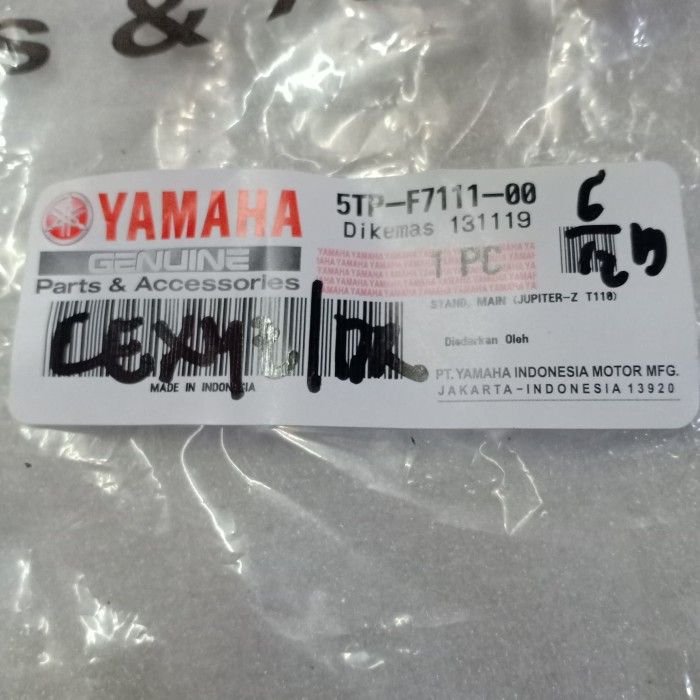 s &
YAMAHA
GENUINE
Parts & Accessories
MADE IN INDONESIA
5TP-F7111-00
Dikemas 131119
1 PC
STAND, MAIN (JUPITER-Z T110)
Diedarkan Oleh
PT. YAMAHA INDONESIA MOTOR MFG.
JAKARTA-INDONESIA 13920